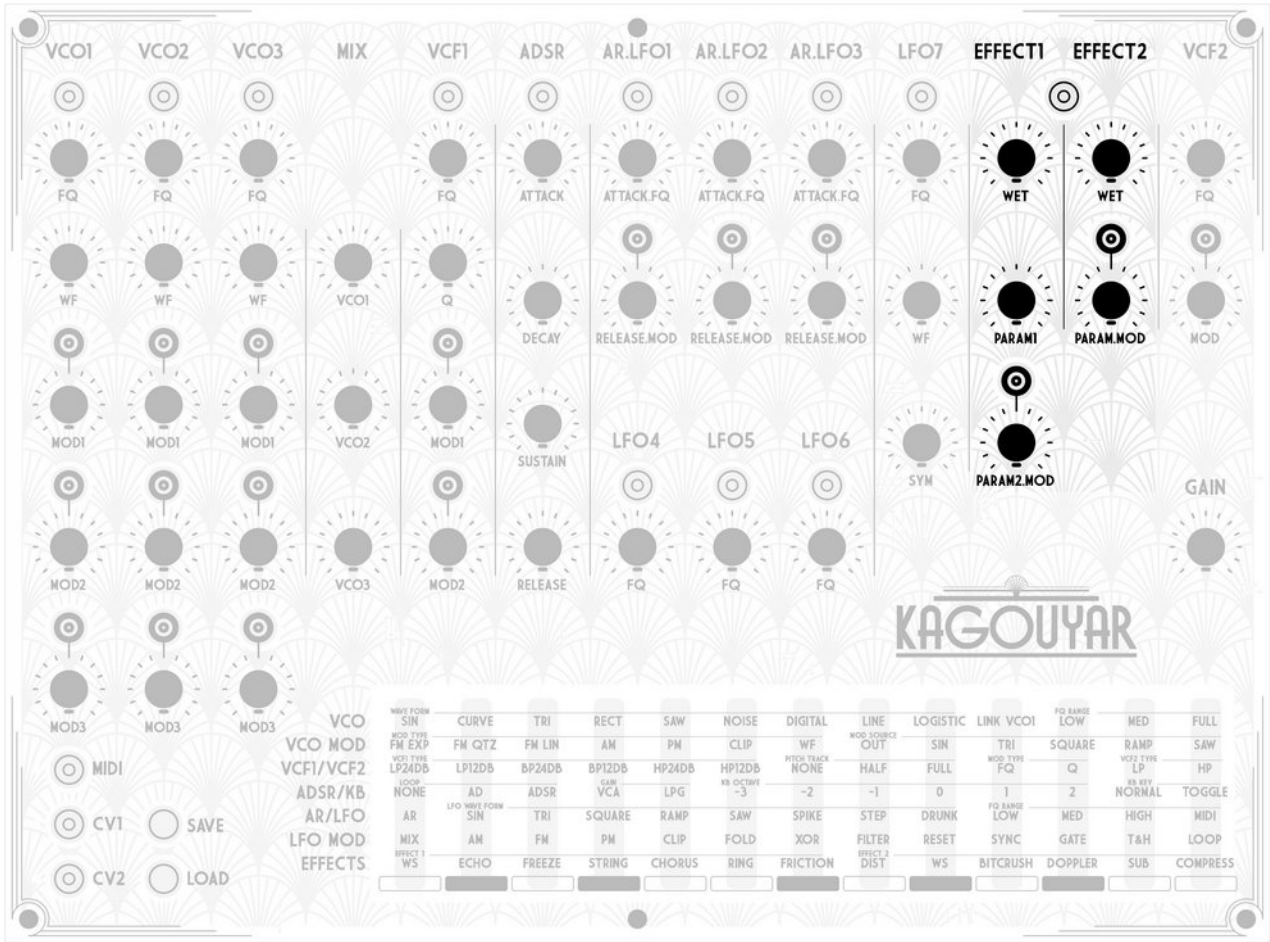 VCO1 VCO2 VCO3 MIX VCF1 ADSR AR.LFO1 AR.LFO2 AR.LFO3 LFO7 EFFECT1 EFFECT2 VCF2
FQ FQ FQ FQ ATTACK ATTACK.FQ ATTACK.FQ ATTACK.FQ FQ WET WET FQ
WF WF WF VCO1 Q
DECAY RELEASE.MOD RELEASE.MOD RELEASE.MOD WF PARAM1 PARAM.MOD MOD
MOD1 MOD1 MOD1 VCO2 MOD1
LFO4 LFO5 LFO6
SUSTAIN
SYM PARAM2.MOD
GAIN
MOD2 MOD2 MOD2 VCO3 MOD2 RELEASE FQ FQ FQ
KAGOUYAR
MOD3 MOD3 MOD3
WAVE FORM FQ RANGE
VCO SIN CURVE TRI RECT SAW NOISE DIGITAL LINE LOGISTIC LINK VCO1 LOW MED FULL
MOD TYPE MOD SOURCE
VCO MOD FM EXP FM QTZ FM LIN AM PM CLIP WF OUT SIN TRI SQUARE RAMP SAW
VCF1 TYPE PITCH TRACK MOD TYPE VCF2 TYPE
VCF1/VCF2 LP24DB LP12DB BP24DB BP12DB HP24DB HP12DB NONE HALF FULL FQ Q LP HP
LOOP GAIN KB OCTAVE KB KEY
ADSR/KB NONE AD ADSR VCA LPG -3 -2 -1 0 1 2 NORMAL TOGGLE
LFO WAVE FORM FQ RANGE
AR/LFO AR SIN TRI SQUARE RAMP SAW SPIKE STEP DRUNK LOW MED HIGH MIDI
LFO MOD MIX AM FM PM CLIP FOLD XOR FILTER RESET SYNC GATE T&H LOOP
EFFECT 1 EFFECT 2
EFFECTS WS ECHO FREEZE STRING CHORUS RING FRICTION DIST WS BITCRUSH DOPPLER SUB COMPRESS
MIDI
CV1 SAVE
CV2 LOAD